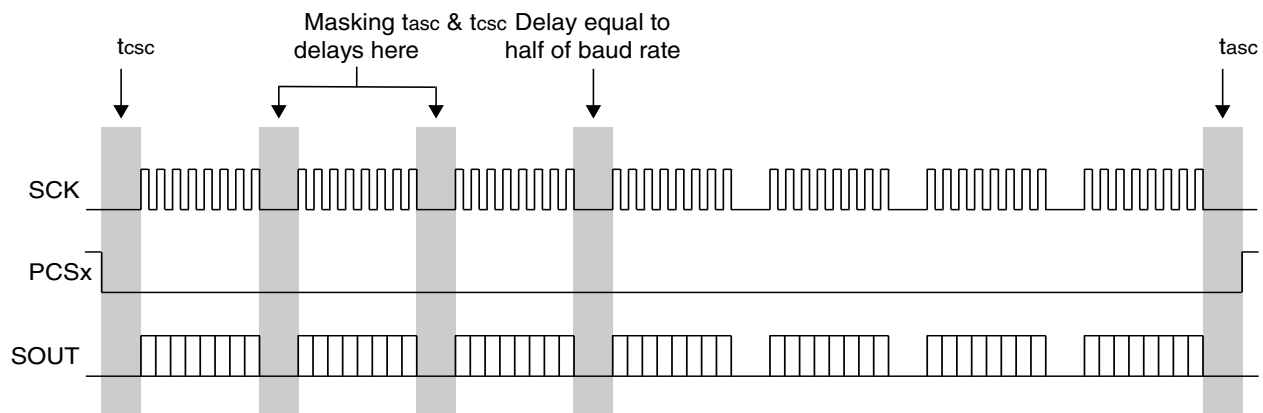 Masking tasc & tcsc Delay equal to
delays here half of baud rate
tcsc
tasc
SCK
PCSx
SOUT